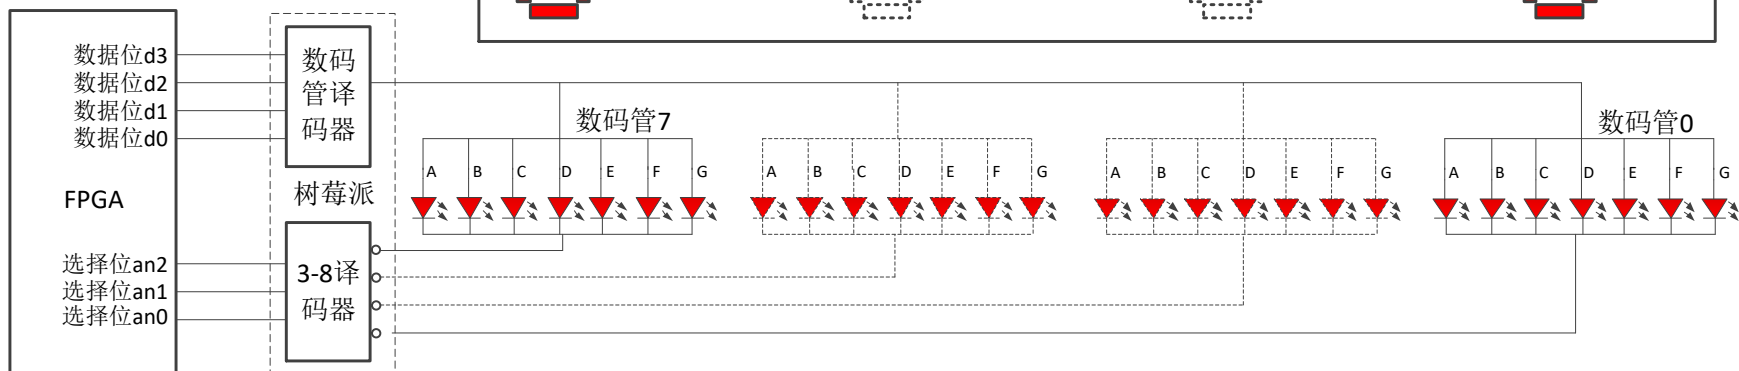 数据位d3
数据位d2
数据位d1
数据位d0
FPGA
选择位an2
选择位an1
选择位an0
数码
管译
码器
树莓派
3-8译
码器
数码管7
A B C D E F G
A B C D E F G
A B C D E F G
数码管0
A B C D E F G